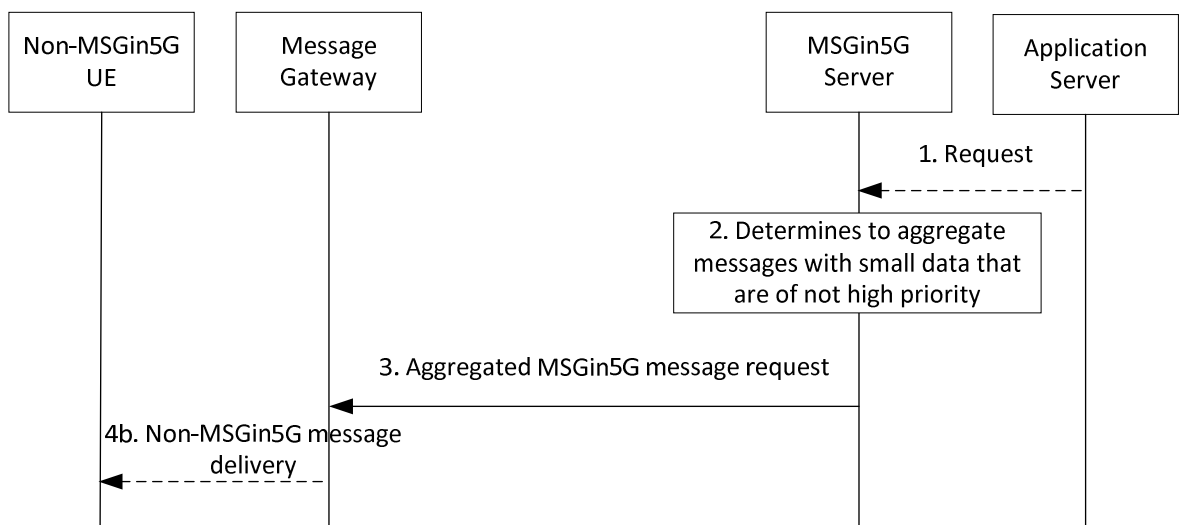 Non-MSGin5G
UE
Message
Gateway
MSGin5G
Server
Application
Server
1. Request
2. Determines to aggregate
messages with small data that
are of not high priority
3. Aggregated MSGin5G message request
4b. Non-MSGin5G message
delivery